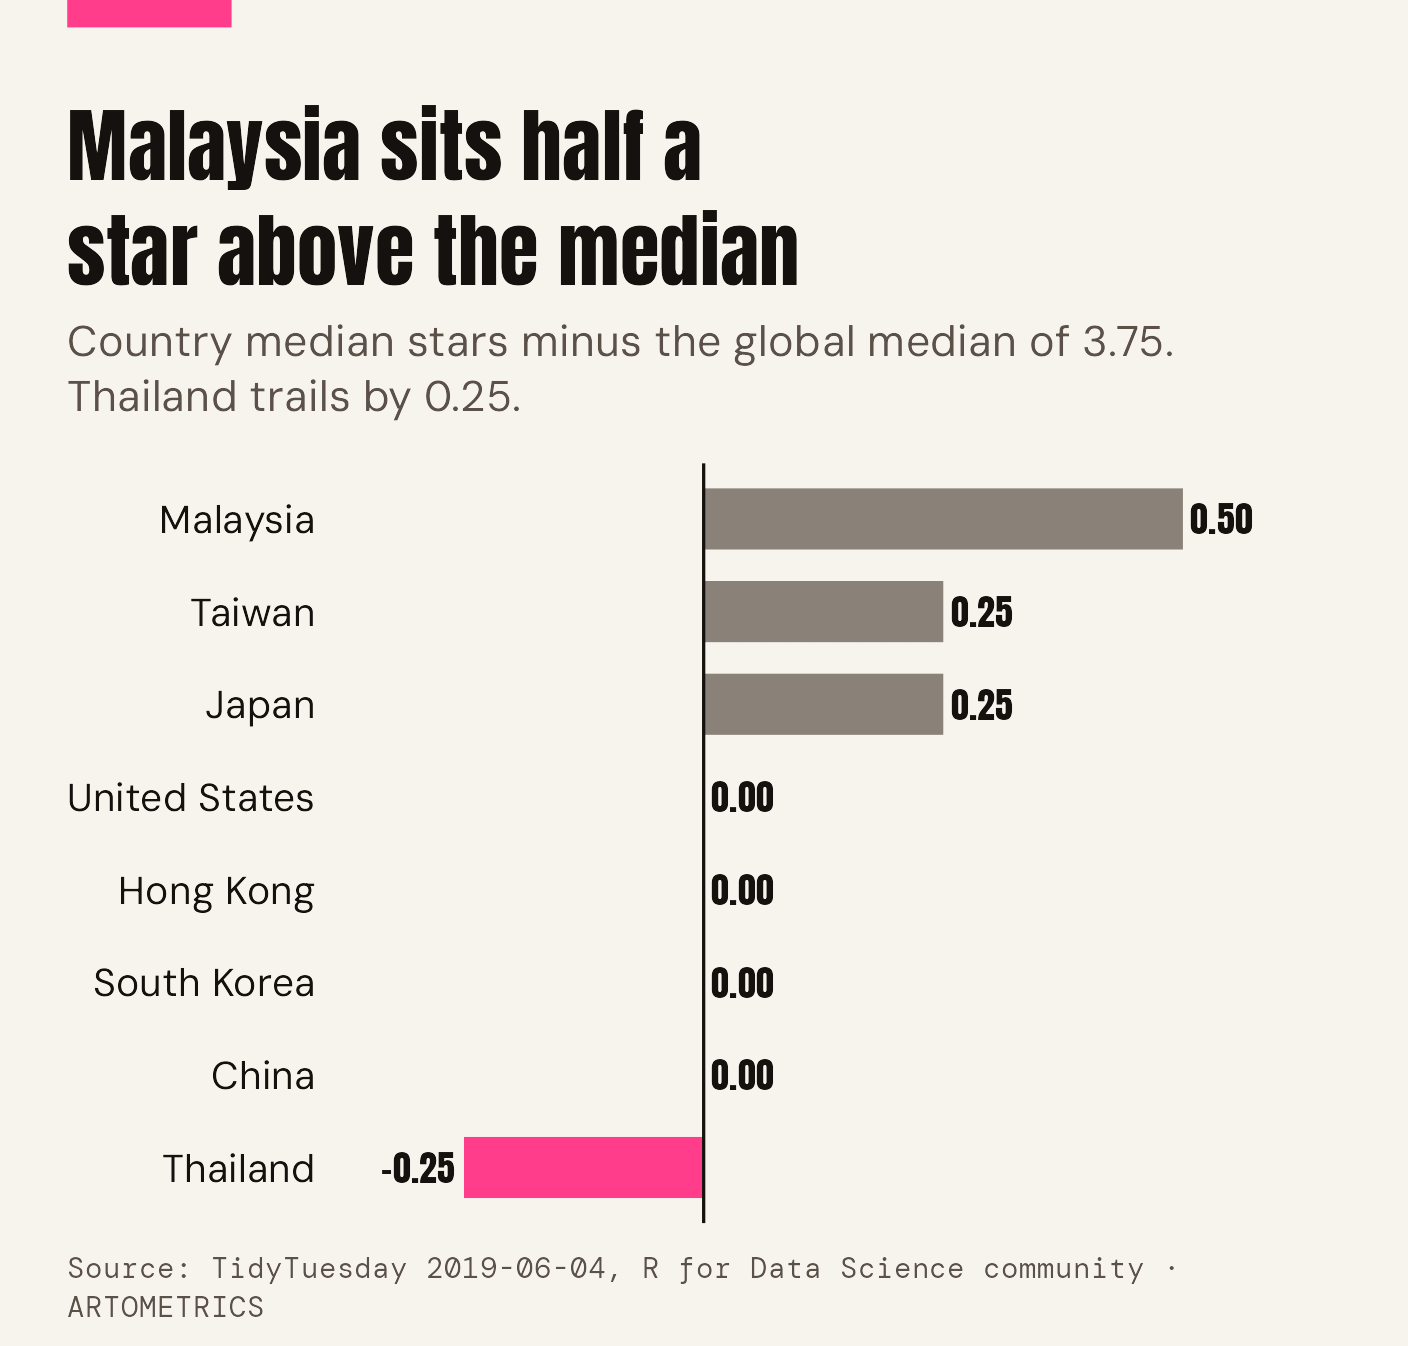 Malaysia sits half a
star above the median
Country median stars minus the global median of 3.75.
Thailand trails by 0.25.
Malaysia 0.50
Taiwan 0.25
Japan 0.25
United States 0.00
Hong Kong 0.00
South Korea 0.00
China 0.00
Thailand -0.25
Source: TidyTuesday 2019-06-04, R for Data Science community ·
ARTOMETRICS